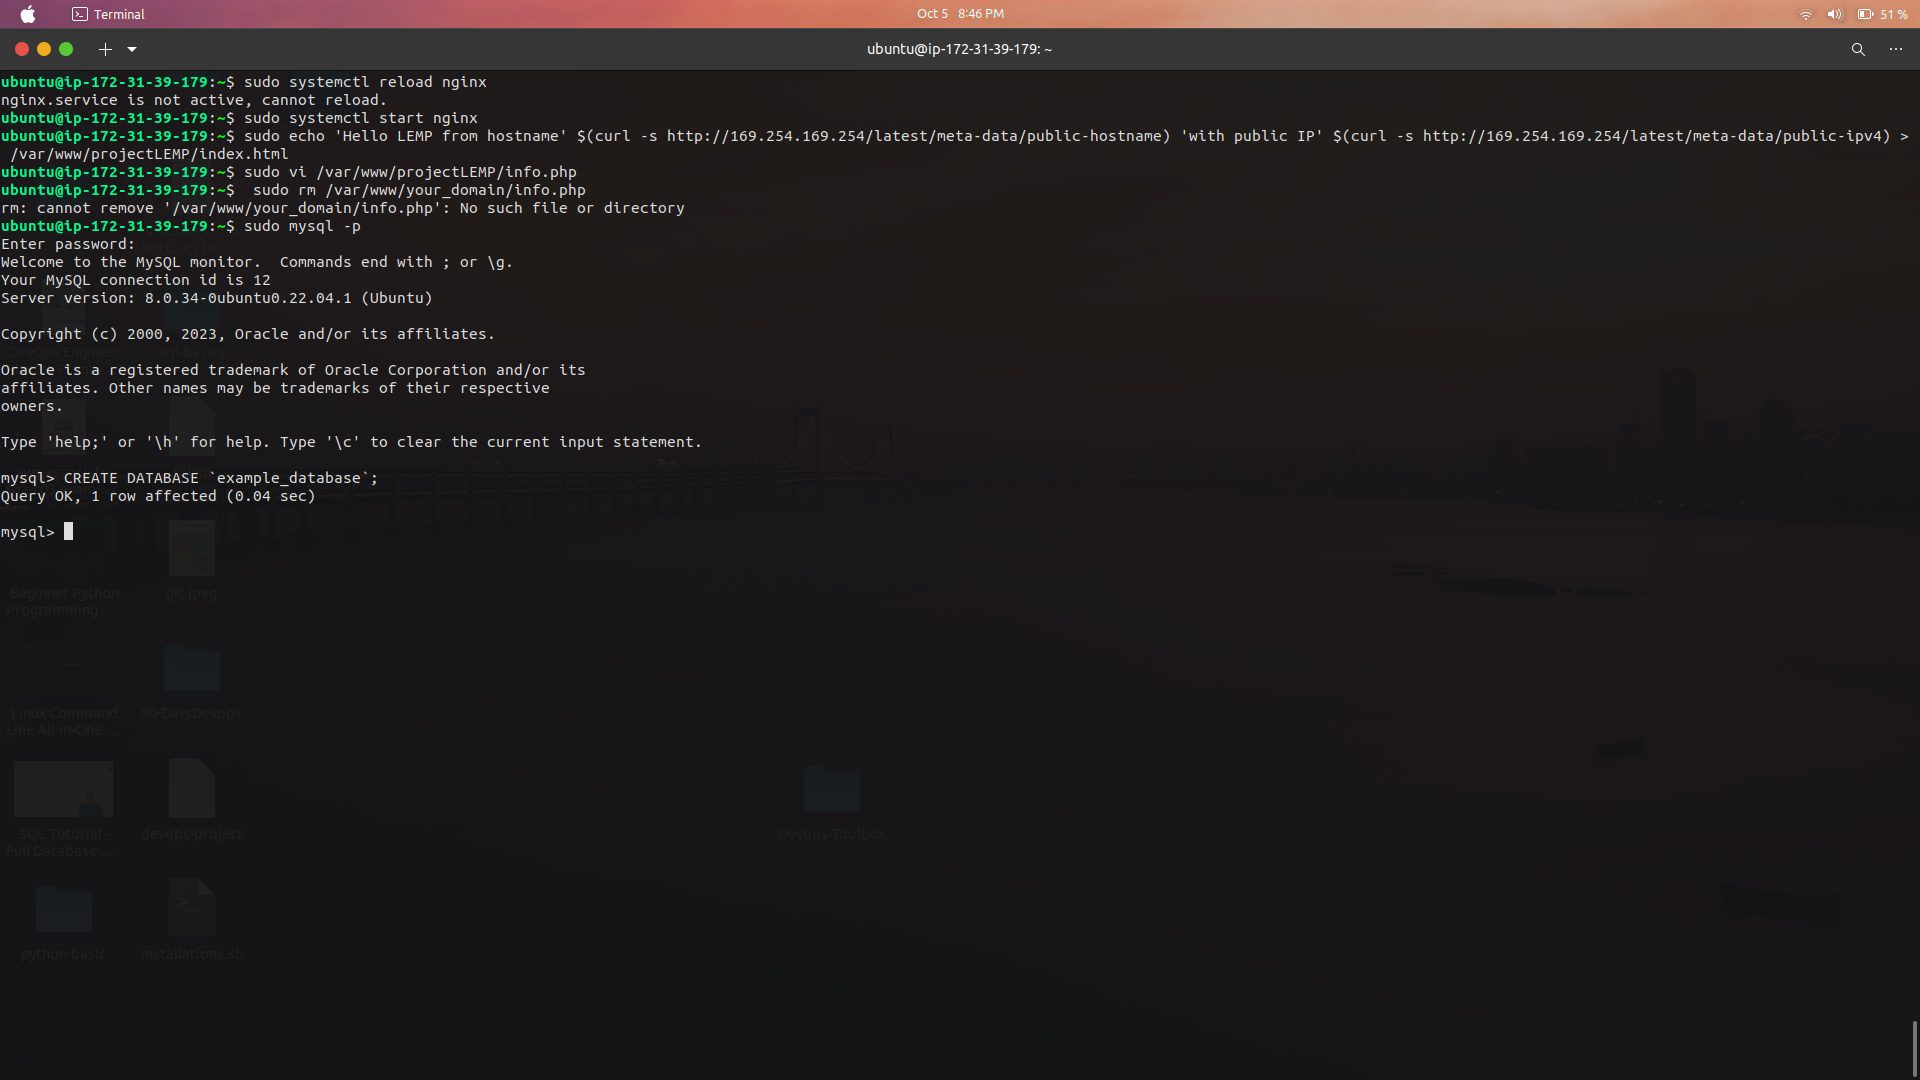 Terminal
Oct 5 8:46 PM
51 %
ubuntu@ip-172-31-39-179: ~
ubuntu@ip-172-31-39-179:~$ sudo systemctl reload nginx
nginx.service is not active, cannot reload.
ubuntu@ip-172-31-39-179:~$ sudo systemctl start nginx
ubuntu@ip-172-31-39-179:~$ sudo echo 'Hello LEMP from hostname' $(curl -s http://169.254.169.254/latest/meta-data/public-hostname) 'with public IP' $(curl -s http://169.254.169.254/latest/meta-data/public-ipv4) >
 /var/www/projectLEMP/index.html
ubuntu@ip-172-31-39-179:~$ sudo vi /var/www/projectLEMP/info.php
ubuntu@ip-172-31-39-179:~$  sudo rm /var/www/your_domain/info.php
rm: cannot remove '/var/www/your_domain/info.php': No such file or directory
ubuntu@ip-172-31-39-179:~$ sudo mysql -p
Enter password:
Welcome to the MySQL monitor.  Commands end with ; or \g.
Your MySQL connection id is 12
Server version: 8.0.34-0ubuntu0.22.04.1 (Ubuntu)
Copyright (c) 2000, 2023, Oracle and/or its affiliates.
DevOps Engineer
sql-basics
Oracle is a registered trademark of Oracle Corporation and/or its
affiliates. Other names may be trademarks of their respective
owners.
Type 'help;' or '\h' for help. Type '\c' to clear the current input statement.
mysql> CREATE DATABASE `example_database`;
Query OK, 1 row affected (0.04 sec)
mysql>
Beginner Python
Programming ...
git.jpeg
Linux Command
Line All-in-One ...
90-DaysDevops
SQL Tutorial -
Full Database ...
devops-project
Devops-Toolbox
python-basic
installations.sh